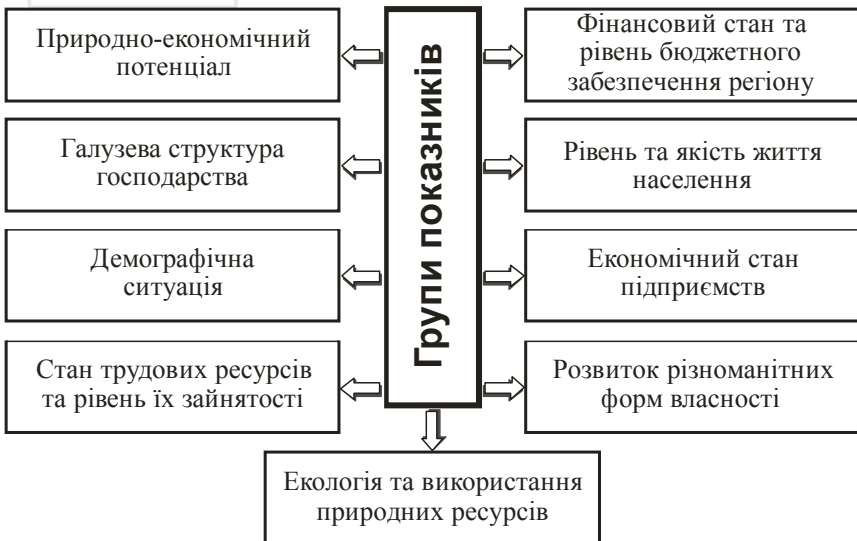 Природно-економічний
потенціал
Галузева структура
господарства
Демографічна
ситуація
Стан трудових ресурсів
та рівень їх зайнятості
Групи показників
Фінансовий стан та
рівень бюджетного
забезпечення регіону
Рівень та якість життя
населення
Економічний стан
підприємств
Розвиток різноманітних
форм власності
Екологія та використання
природних ресурсів